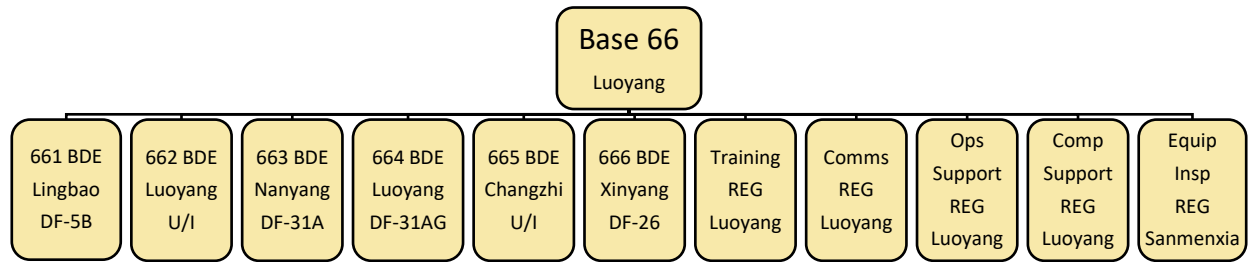 Base 66
Luoyang
661 BDE
Lingbao
DF-5B
662 BDE
Luoyang
U/I
663 BDE
Nanyang
DF-31A
664 BDE
Luoyang
DF-31AG
665 BDE
Changzhi
U/I
666 BDE
Xinyang
DF-26
Training
REG
Luoyang
Comms
REG
Luoyang
Ops
Support
REG
Luoyang
Comp
Support
REG
Luoyang
Equip
Insp
REG
Sanmenxia